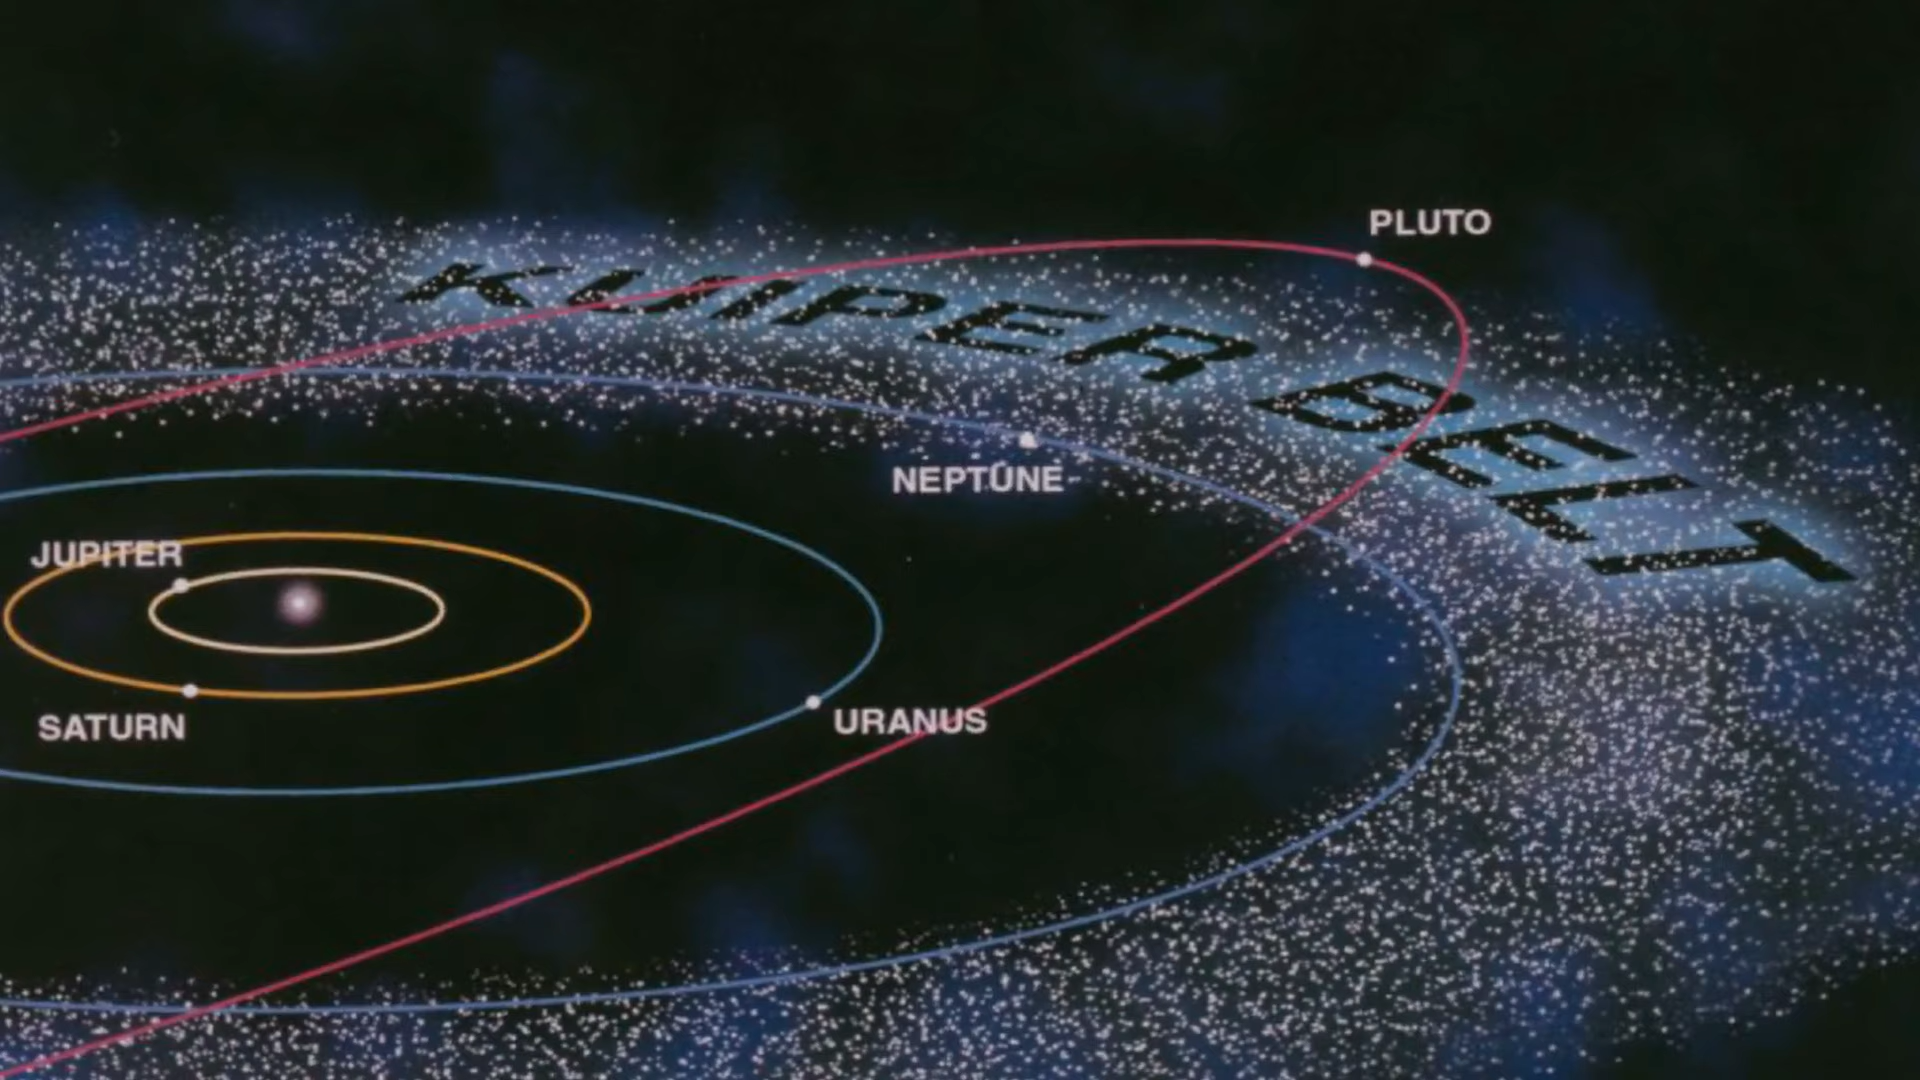 PLUTO
KUIPER BELT
NEPTUNE
JUPITER
SATURN
URANUS